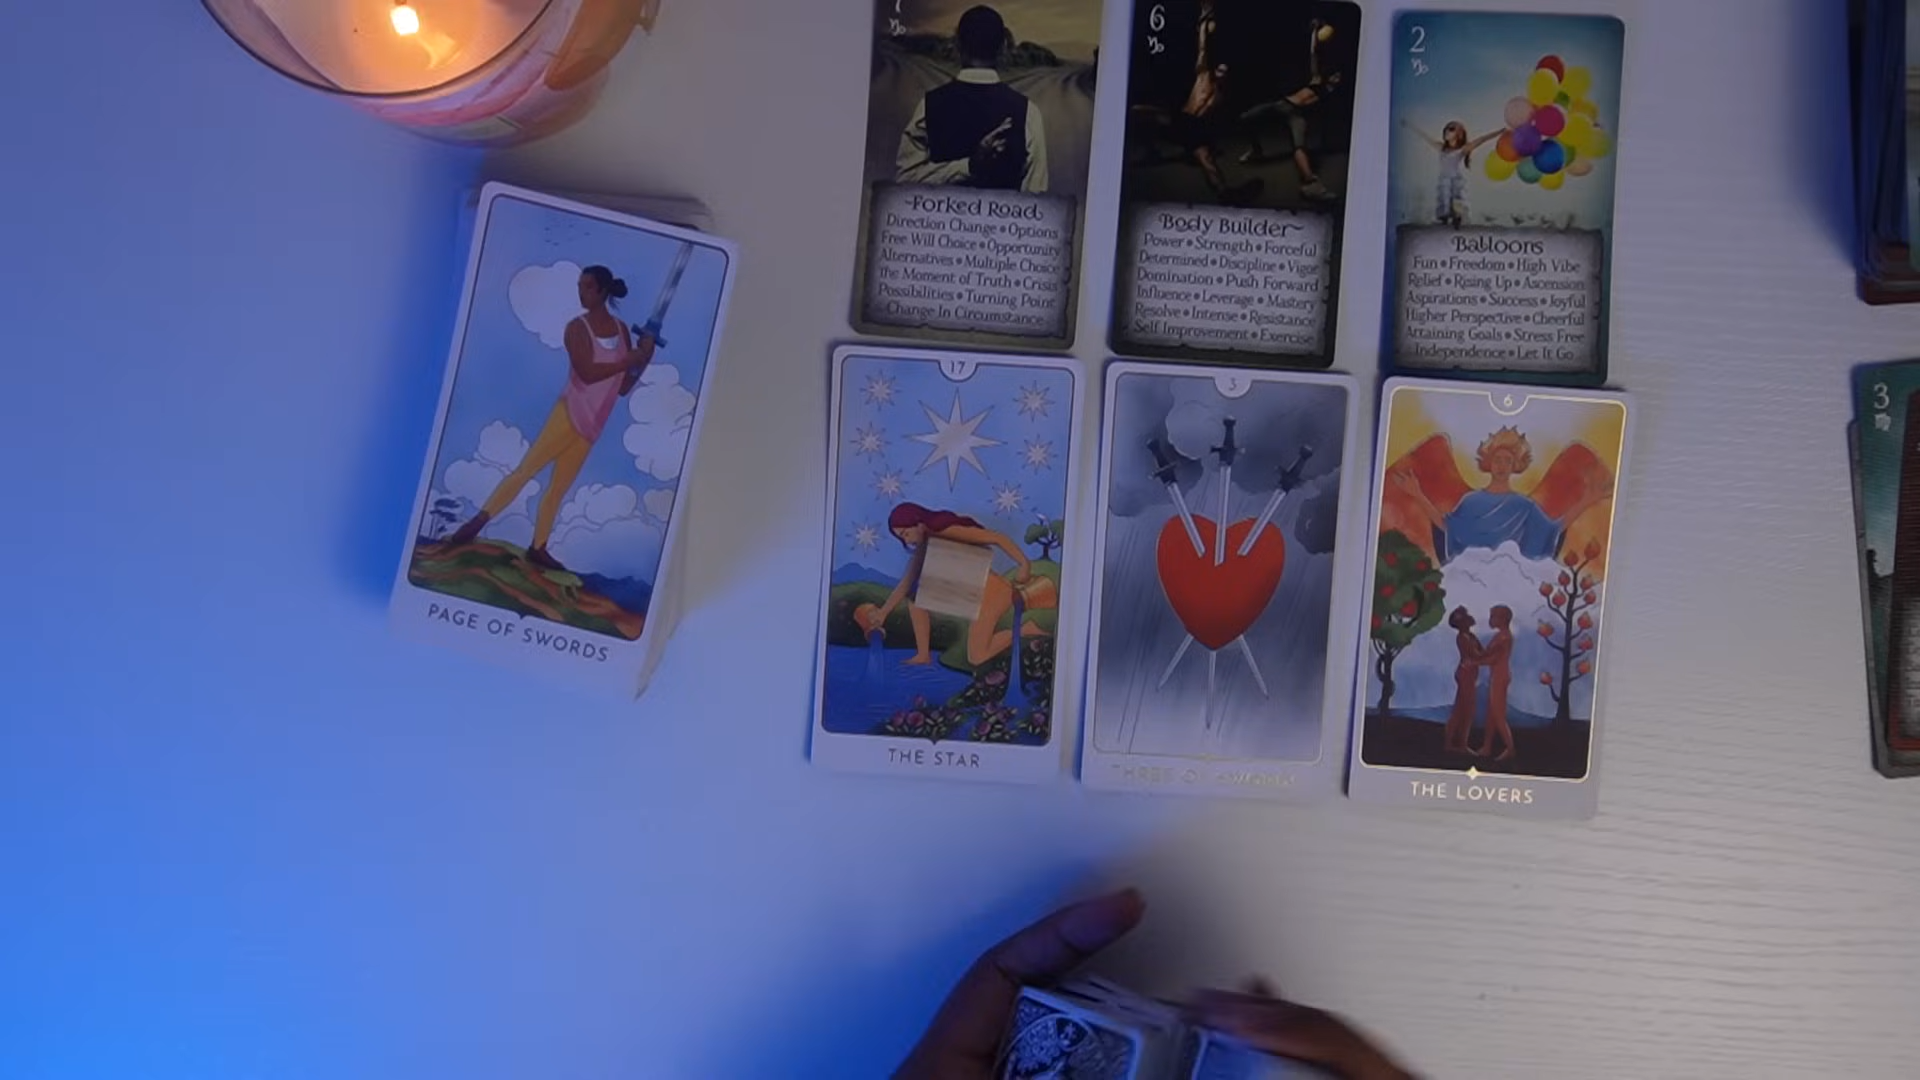 7
~Forked Road~
Direction Change • Options
Free Will Choice • Opportunity
Alternatives • Multiple Choice
the Moment of Truth • Crisis
Possibilities • Turning Point
Change In Circumstance
6
Body Builder~
Power • Strength • Forceful
Determined • Discipline • Vigor
Domination • Push Forward
Influence • Leverage • Mastery
Resolve • Intense • Resistance
Self Improvement • Exercise
2
Balloons
Fun • Freedom • High Vibe
Relief • Rising Up • Ascension
Aspirations • Success • Joyful
Higher Perspective • Cheerful
Attaining Goals • Stress Free
Independence • Let It Go
PAGE OF SWORDS
17
THE STAR
3
THREE OF SWORDS
6
THE LOVERS
3